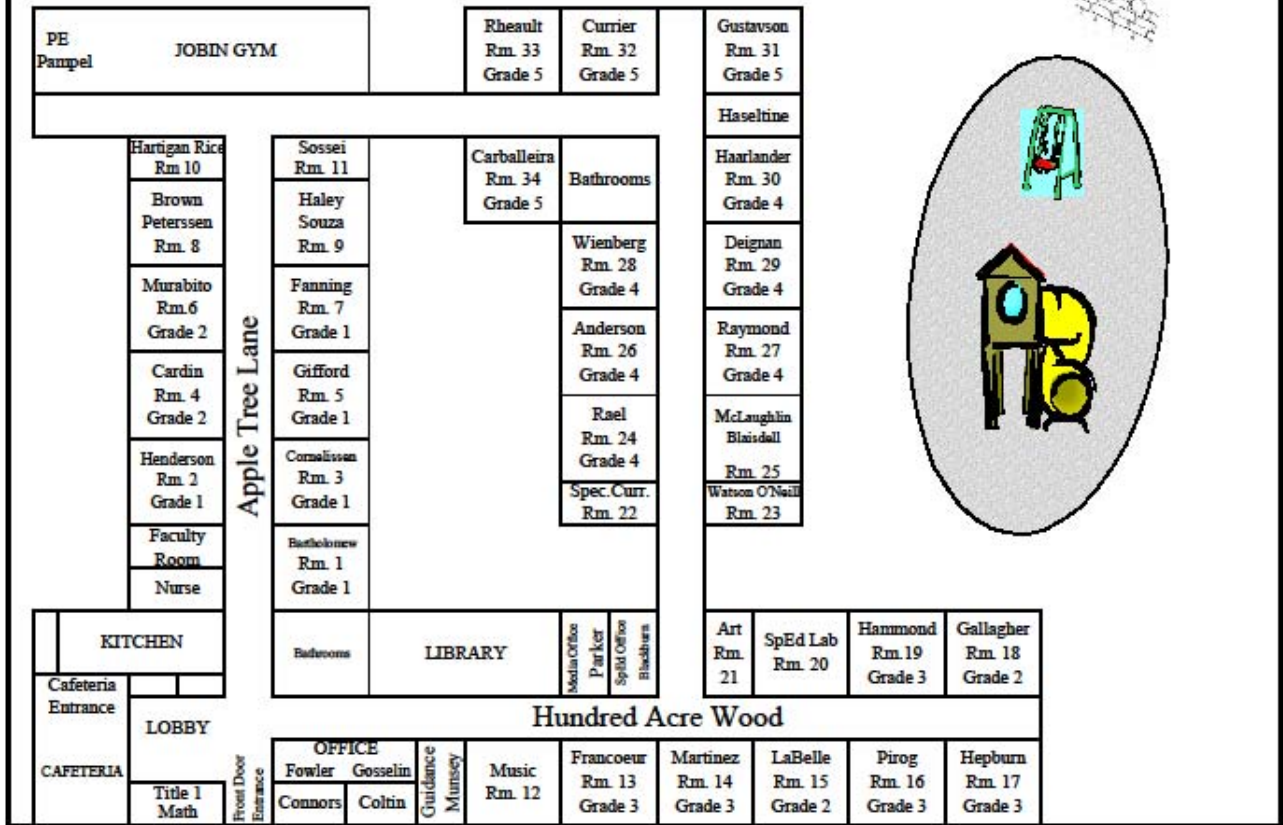 PE
Pampel
JOBIN GYM
Rheault
Rm. 33
Grade 5
Currier
Rm. 32
Grade 5
Gustavson
Rm. 31
Grade 5
Haseltine
Hartigan Rice
Rm 10
Sossei
Rm. 11
Carballeira
Rm. 34
Grade 5
Bathrooms
Haarlander
Rm. 30
Grade 4
Brown
Peterssen
Rm. 8
Haley
Souza
Rm. 9
Wienberg
Rm. 28
Grade 4
Deignan
Rm. 29
Grade 4
Murabito
Rm.6
Grade 2
Fanning
Rm. 7
Grade 1
Anderson
Rm. 26
Grade 4
Raymond
Rm. 27
Grade 4
Cardin
Rm. 4
Grade 2
Apple Tree Lane
Gifford
Rm. 5
Grade 1
Rael
Rm. 24
Grade 4
McLaughlin
Blaisdell
Rm. 25
Henderson
Rm. 2
Grade 1
Cornelissen
Rm. 3
Grade 1
Spec.Curr.
Rm. 22
Watson O'Neill
Rm. 23
Faculty
Room
Nurse
Bartholomew
Rm. 1
Grade 1
KITCHEN
Bathrooms
LIBRARY
Media Office
Parker
SpEd Office
Blackburn
Art
Rm.
21
SpEd Lab
Rm. 20
Hammond
Rm.19
Grade 3
Gallagher
Rm. 18
Grade 2
Cafeteria
Entrance
LOBBY
Hundred Acre Wood
CAFETERIA
Title 1
Math
Front Door
Entrance
OFFICE
Fowler Gosselin
Connors
Coltin
Guidance
Munsey
Music
Rm. 12
Francoeur
Rm. 13
Grade 3
Martinez
Rm. 14
Grade 3
LaBelle
Rm. 15
Grade 2
Pirog
Rm. 16
Grade 3
Hepburn
Rm. 17
Grade 3